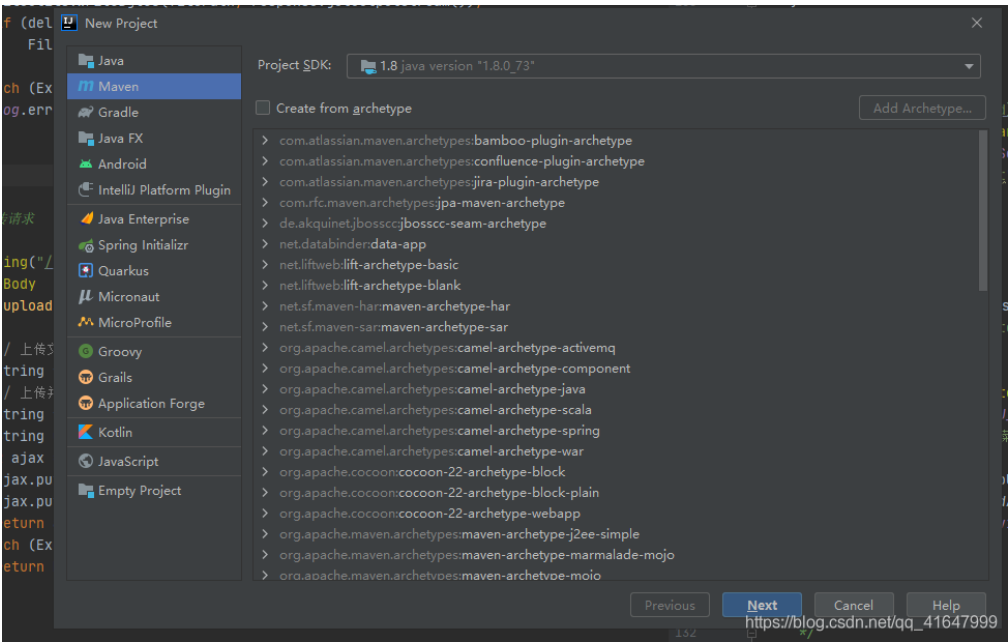 New Project
Java
Maven
Gradle
Java FX
Android
IntelliJ Platform Plugin
Java Enterprise
Spring Initializr
Quarkus
Micronaut
MicroProfile
Groovy
Grails
Application Forge
Kotlin
JavaScript
Empty Project
Project SDK:
1.8 java version "1.8.0_73"
Create from archetype
Add Archetype...
com.atlassian.maven.archetypes:bamboo-plugin-archetype
com.atlassian.maven.archetypes:confluence-plugin-archetype
com.atlassian.maven.archetypes:jira-plugin-archetype
com.rfc.maven.archetypes:jpa-maven-archetype
de.akquinet.jbosscc:jbosscc-seam-archetype
net.databinder:data-app
net.liftweb:lift-archetype-basic
net.liftweb:lift-archetype-blank
net.sf.maven-har:maven-archetype-har
net.sf.maven-sar:maven-archetype-sar
org.apache.camel.archetypes:camel-archetype-activemq
org.apache.camel.archetypes:camel-archetype-component
org.apache.camel.archetypes:camel-archetype-java
org.apache.camel.archetypes:camel-archetype-scala
org.apache.camel.archetypes:camel-archetype-spring
org.apache.camel.archetypes:camel-archetype-war
org.apache.cocoon:cocoon-22-archetype-block
org.apache.cocoon:cocoon-22-archetype-block-plain
org.apache.cocoon:cocoon-22-archetype-webapp
org.apache.maven.archetypes:maven-archetype-j2ee-simple
org.apache.maven.archetypes:maven-archetype-marmalade-mojo
org.apache.maven.archetypes:maven-archetype-mojo
Previous
Next
Cancel
Help
https://blog.csdn.net/qq_41647999
f (del
Fil
ch (Ex
og.err
传请求
ing("/
Body
upload
/ 上传文
tring
/ 上传并
tring
tring
ajax
jax.pu
jax.pu
eturn
ch (Ex
eturn
132
*/